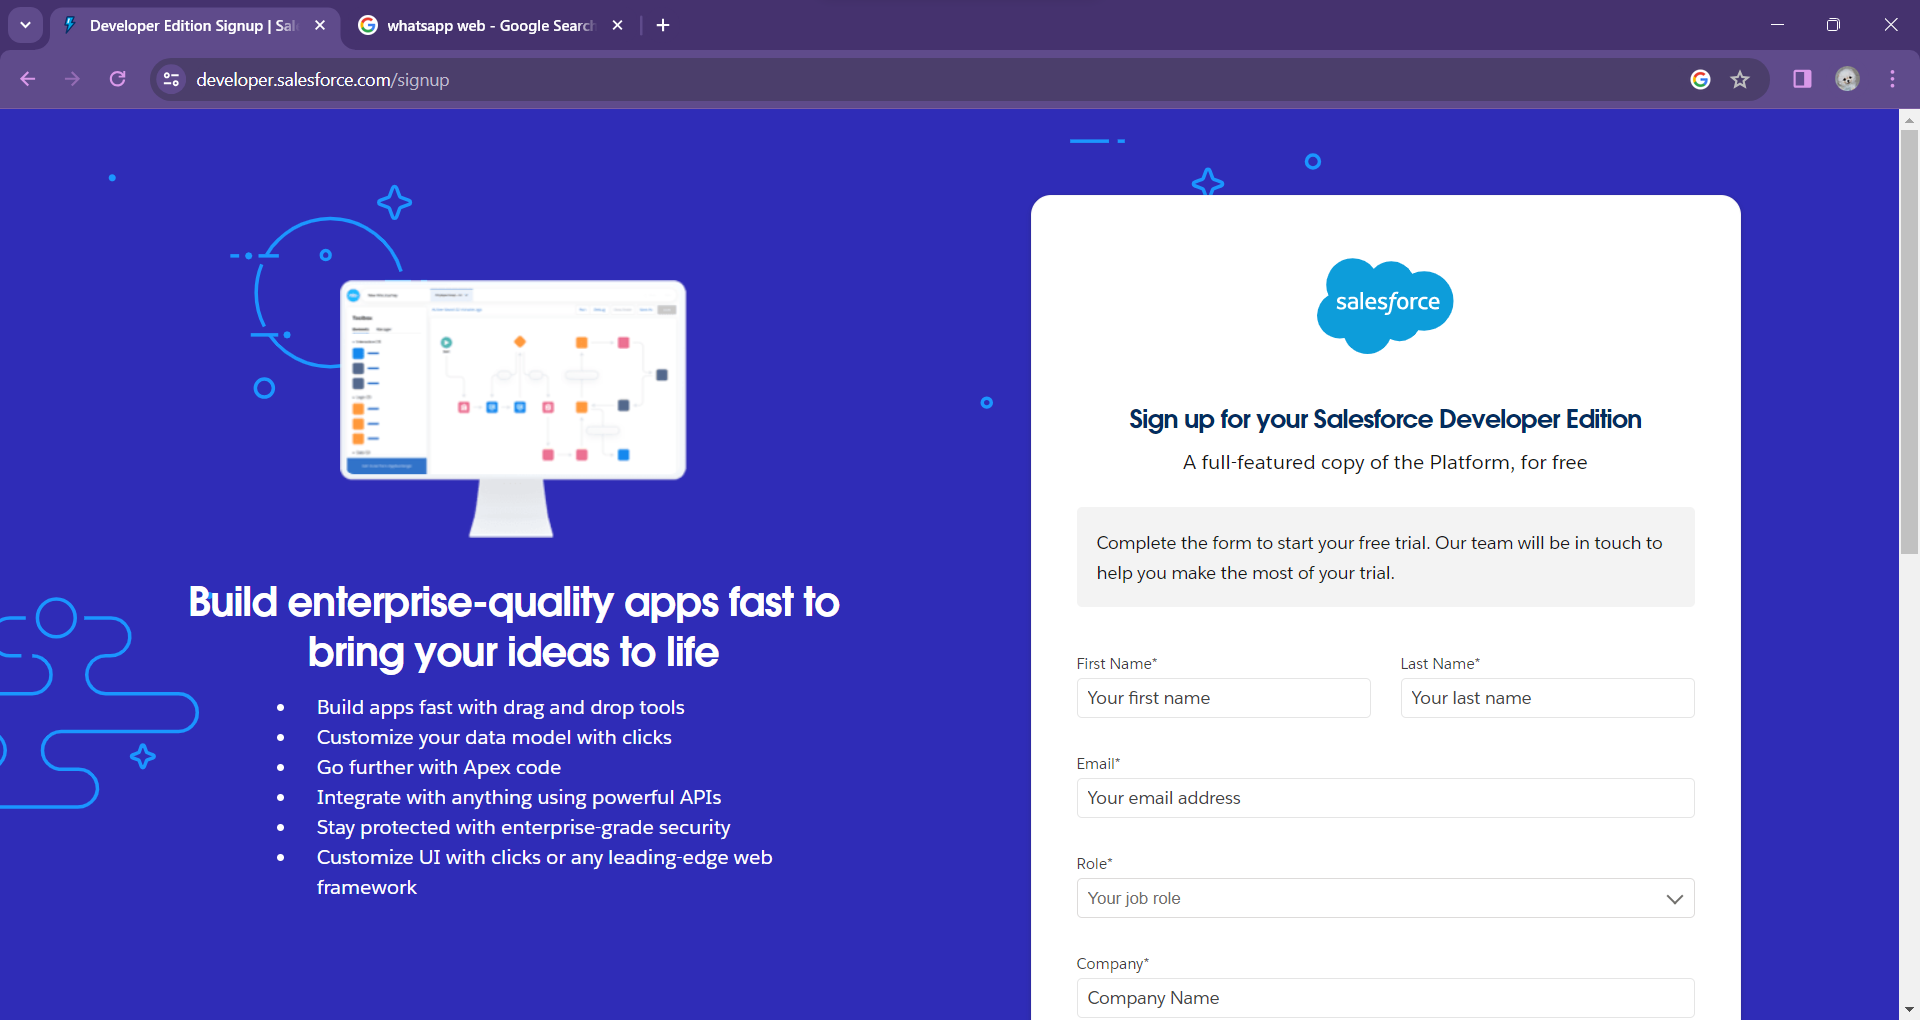 Developer Edition Signup | Sal
whatsapp web - Google Search
developer.salesforce.com/signup
salesforce
Sign up for your Salesforce Developer Edition
A full-featured copy of the Platform, for free
Complete the form to start your free trial. Our team will be in touch to
help you make the most of your trial.
Build enterprise-quality apps fast to
bring your ideas to life
Build apps fast with drag and drop tools
Customize your data model with clicks
Go further with Apex code
Integrate with anything using powerful APIs
Stay protected with enterprise-grade security
Customize UI with clicks or any leading-edge web
framework
First Name*
Last Name*
Your first name
Your last name
Email*
Your email address
Role*
Your job role
Company*
Company Name